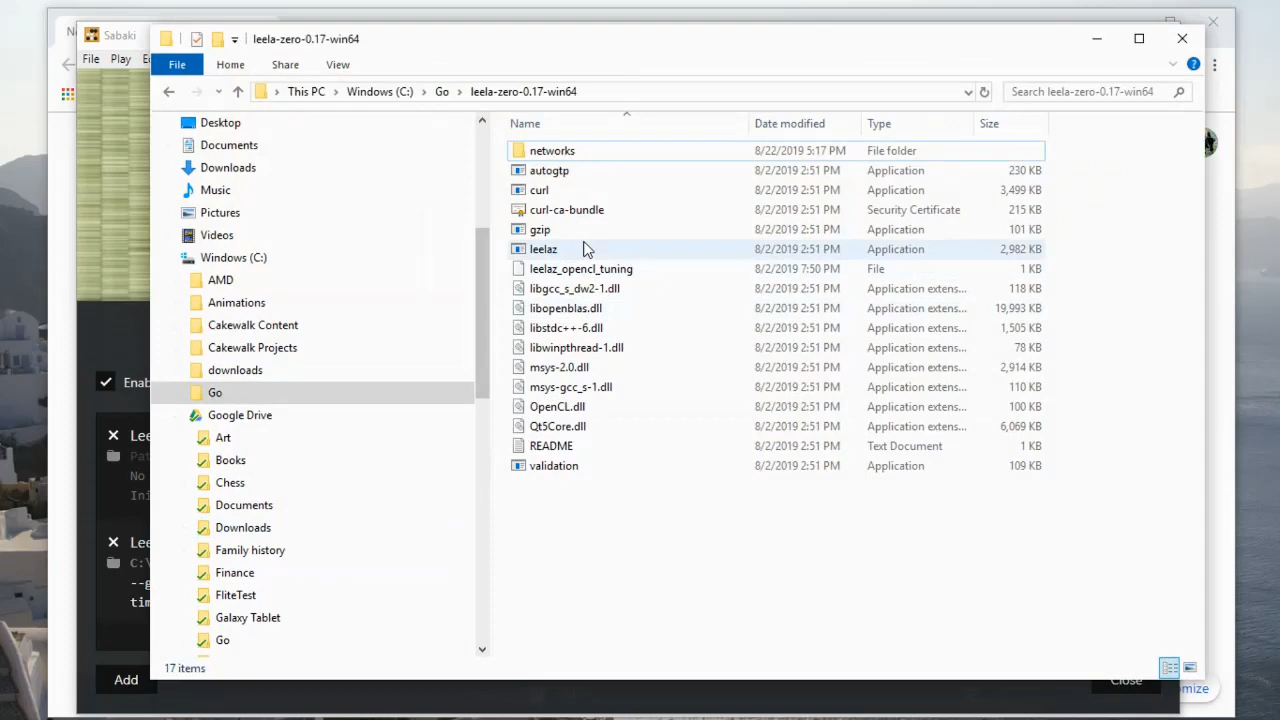 Sabaki
leela-zero-0.17-win64
File Play
File Home Share View
This PC > Windows (C:) > Go > leela-zero-0.17-win64
Search leela-zero-0.17-win64
Name Date modified Type Size
Desktop
Documents
Downloads
Music
Pictures
Videos
Windows (C:)
AMD
Animations
Cakewalk Content
Cakewalk Projects
downloads
Go
Google Drive
Art
Books
Chess
Documents
Downloads
Family history
Finance
FliteTest
Galaxy Tablet
Go
networks 8/22/2019 5:17 PM File folder
autogtp 8/2/2019 2:51 PM Application 230 KB
curl 8/2/2019 2:51 PM Application 3,499 KB
curl-ca-bundle 8/2/2019 2:51 PM Security Certificate 215 KB
gzip 8/2/2019 2:51 PM Application 101 KB
leelaz 8/2/2019 2:51 PM Application 2,982 KB
leelaz_opencl_tuning 8/2/2019 7:50 PM File 1 KB
libgcc_s_dw2-1.dll 8/2/2019 2:51 PM Application extens... 118 KB
libopenblas.dll 8/2/2019 2:51 PM Application extens... 19,993 KB
libstdc++-6.dll 8/2/2019 2:51 PM Application extens... 1,505 KB
libwinpthread-1.dll 8/2/2019 2:51 PM Application extens... 78 KB
msys-2.0.dll 8/2/2019 2:51 PM Application extens... 2,914 KB
msys-gcc_s-1.dll 8/2/2019 2:51 PM Application extens... 110 KB
OpenCL.dll 8/2/2019 2:51 PM Application extens... 100 KB
Qt5Core.dll 8/2/2019 2:51 PM Application extens... 6,069 KB
README 8/2/2019 2:51 PM Text Document 1 KB
validation 8/2/2019 2:51 PM Application 109 KB
17 items
Enab
Lee
Pat
No
Ini
Lee
C:\
--g
tim
Add
Close